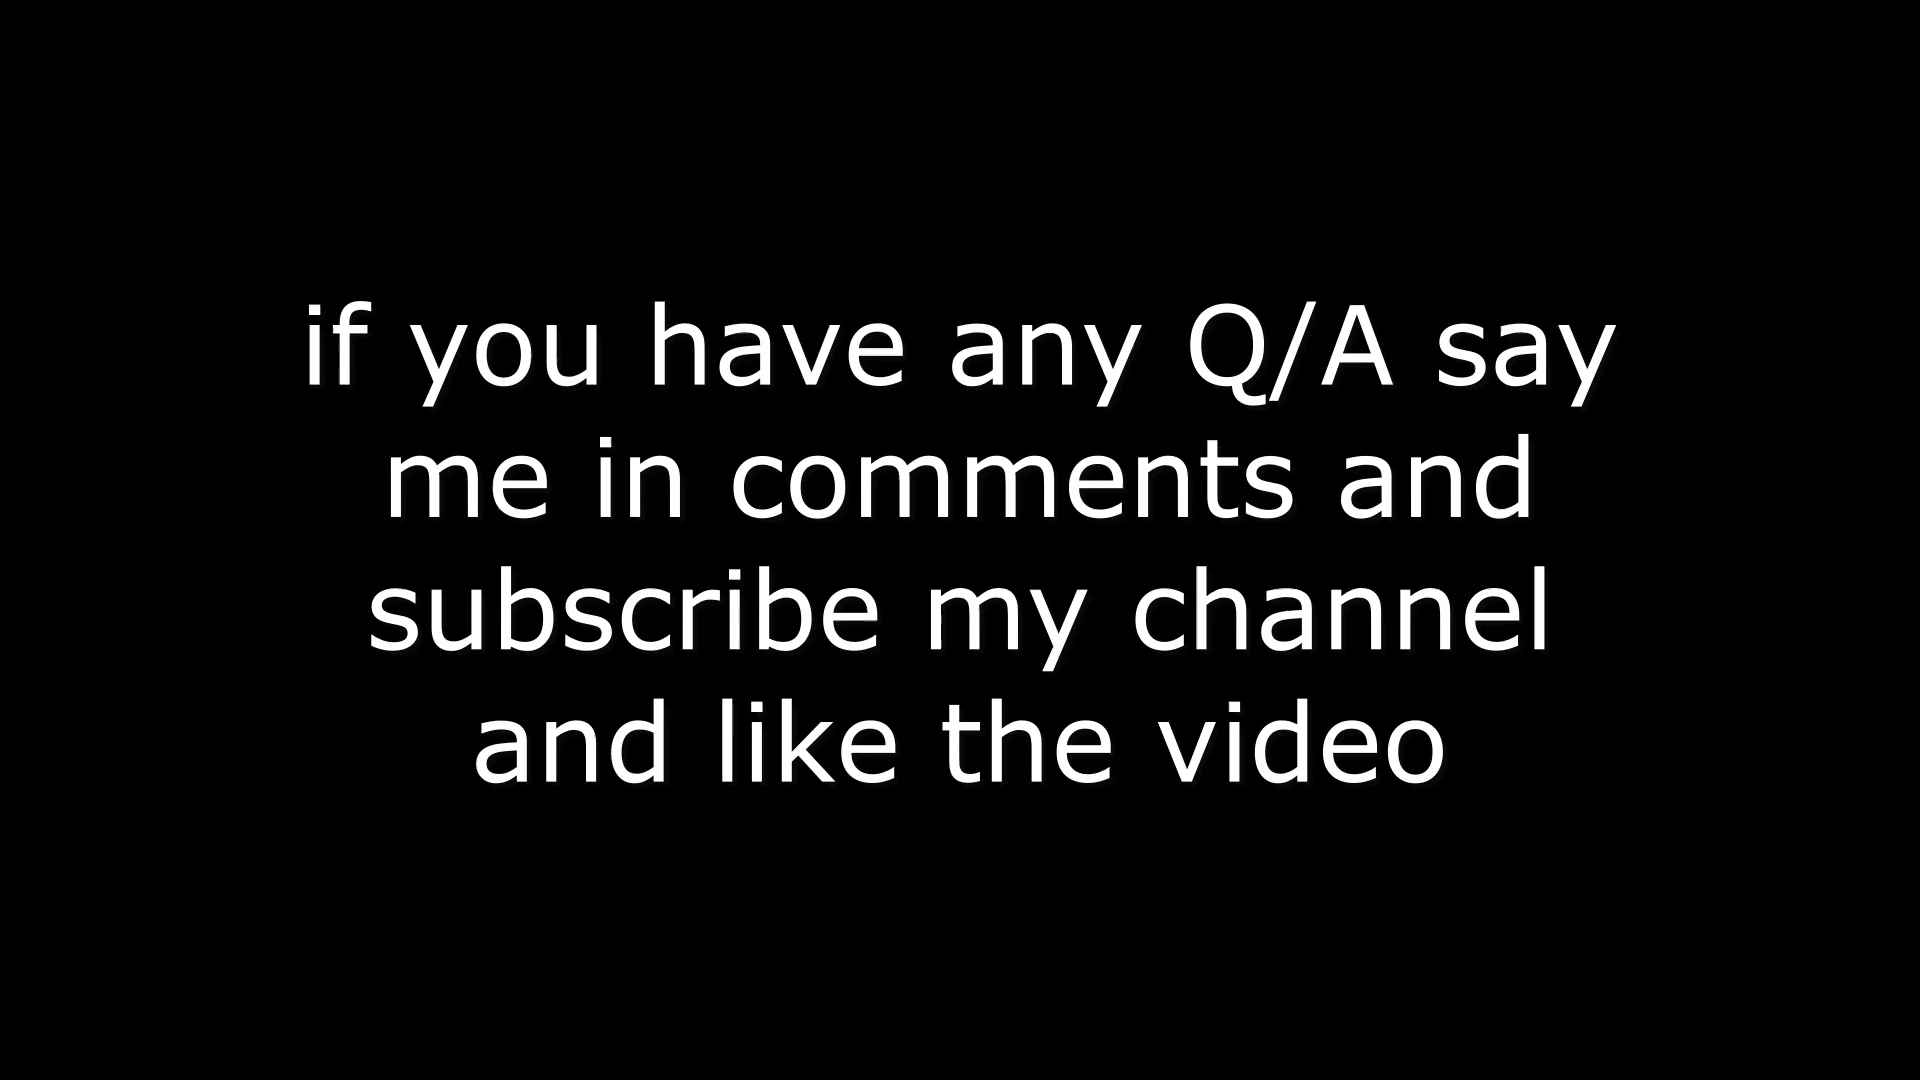 if you have any Q/A say
me in comments and
subscribe my channel
and like the video